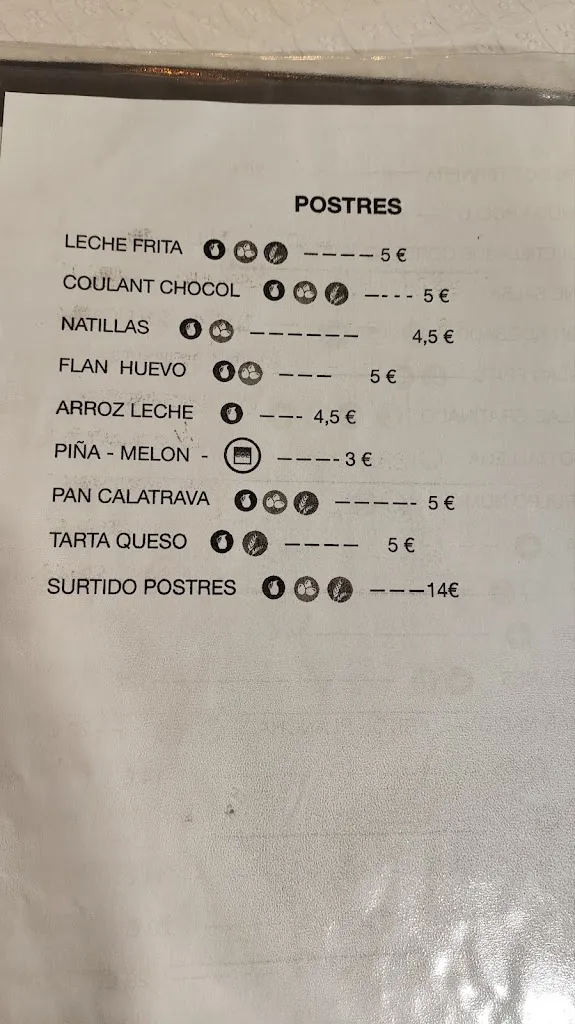 POSTRES
LECHE FRITA ----- 5 €
COULANT CHOCOL ---- 5 €
NATILLAS ------ 4,5 €
FLAN HUEVO --- 5 €
ARROZ LECHE --- 4,5 €
PIÑA - MELON - ----3 €
PAN CALATRAVA ------ 5 €
TARTA QUESO ---- 5 €
SURTIDO POSTRES ---14€